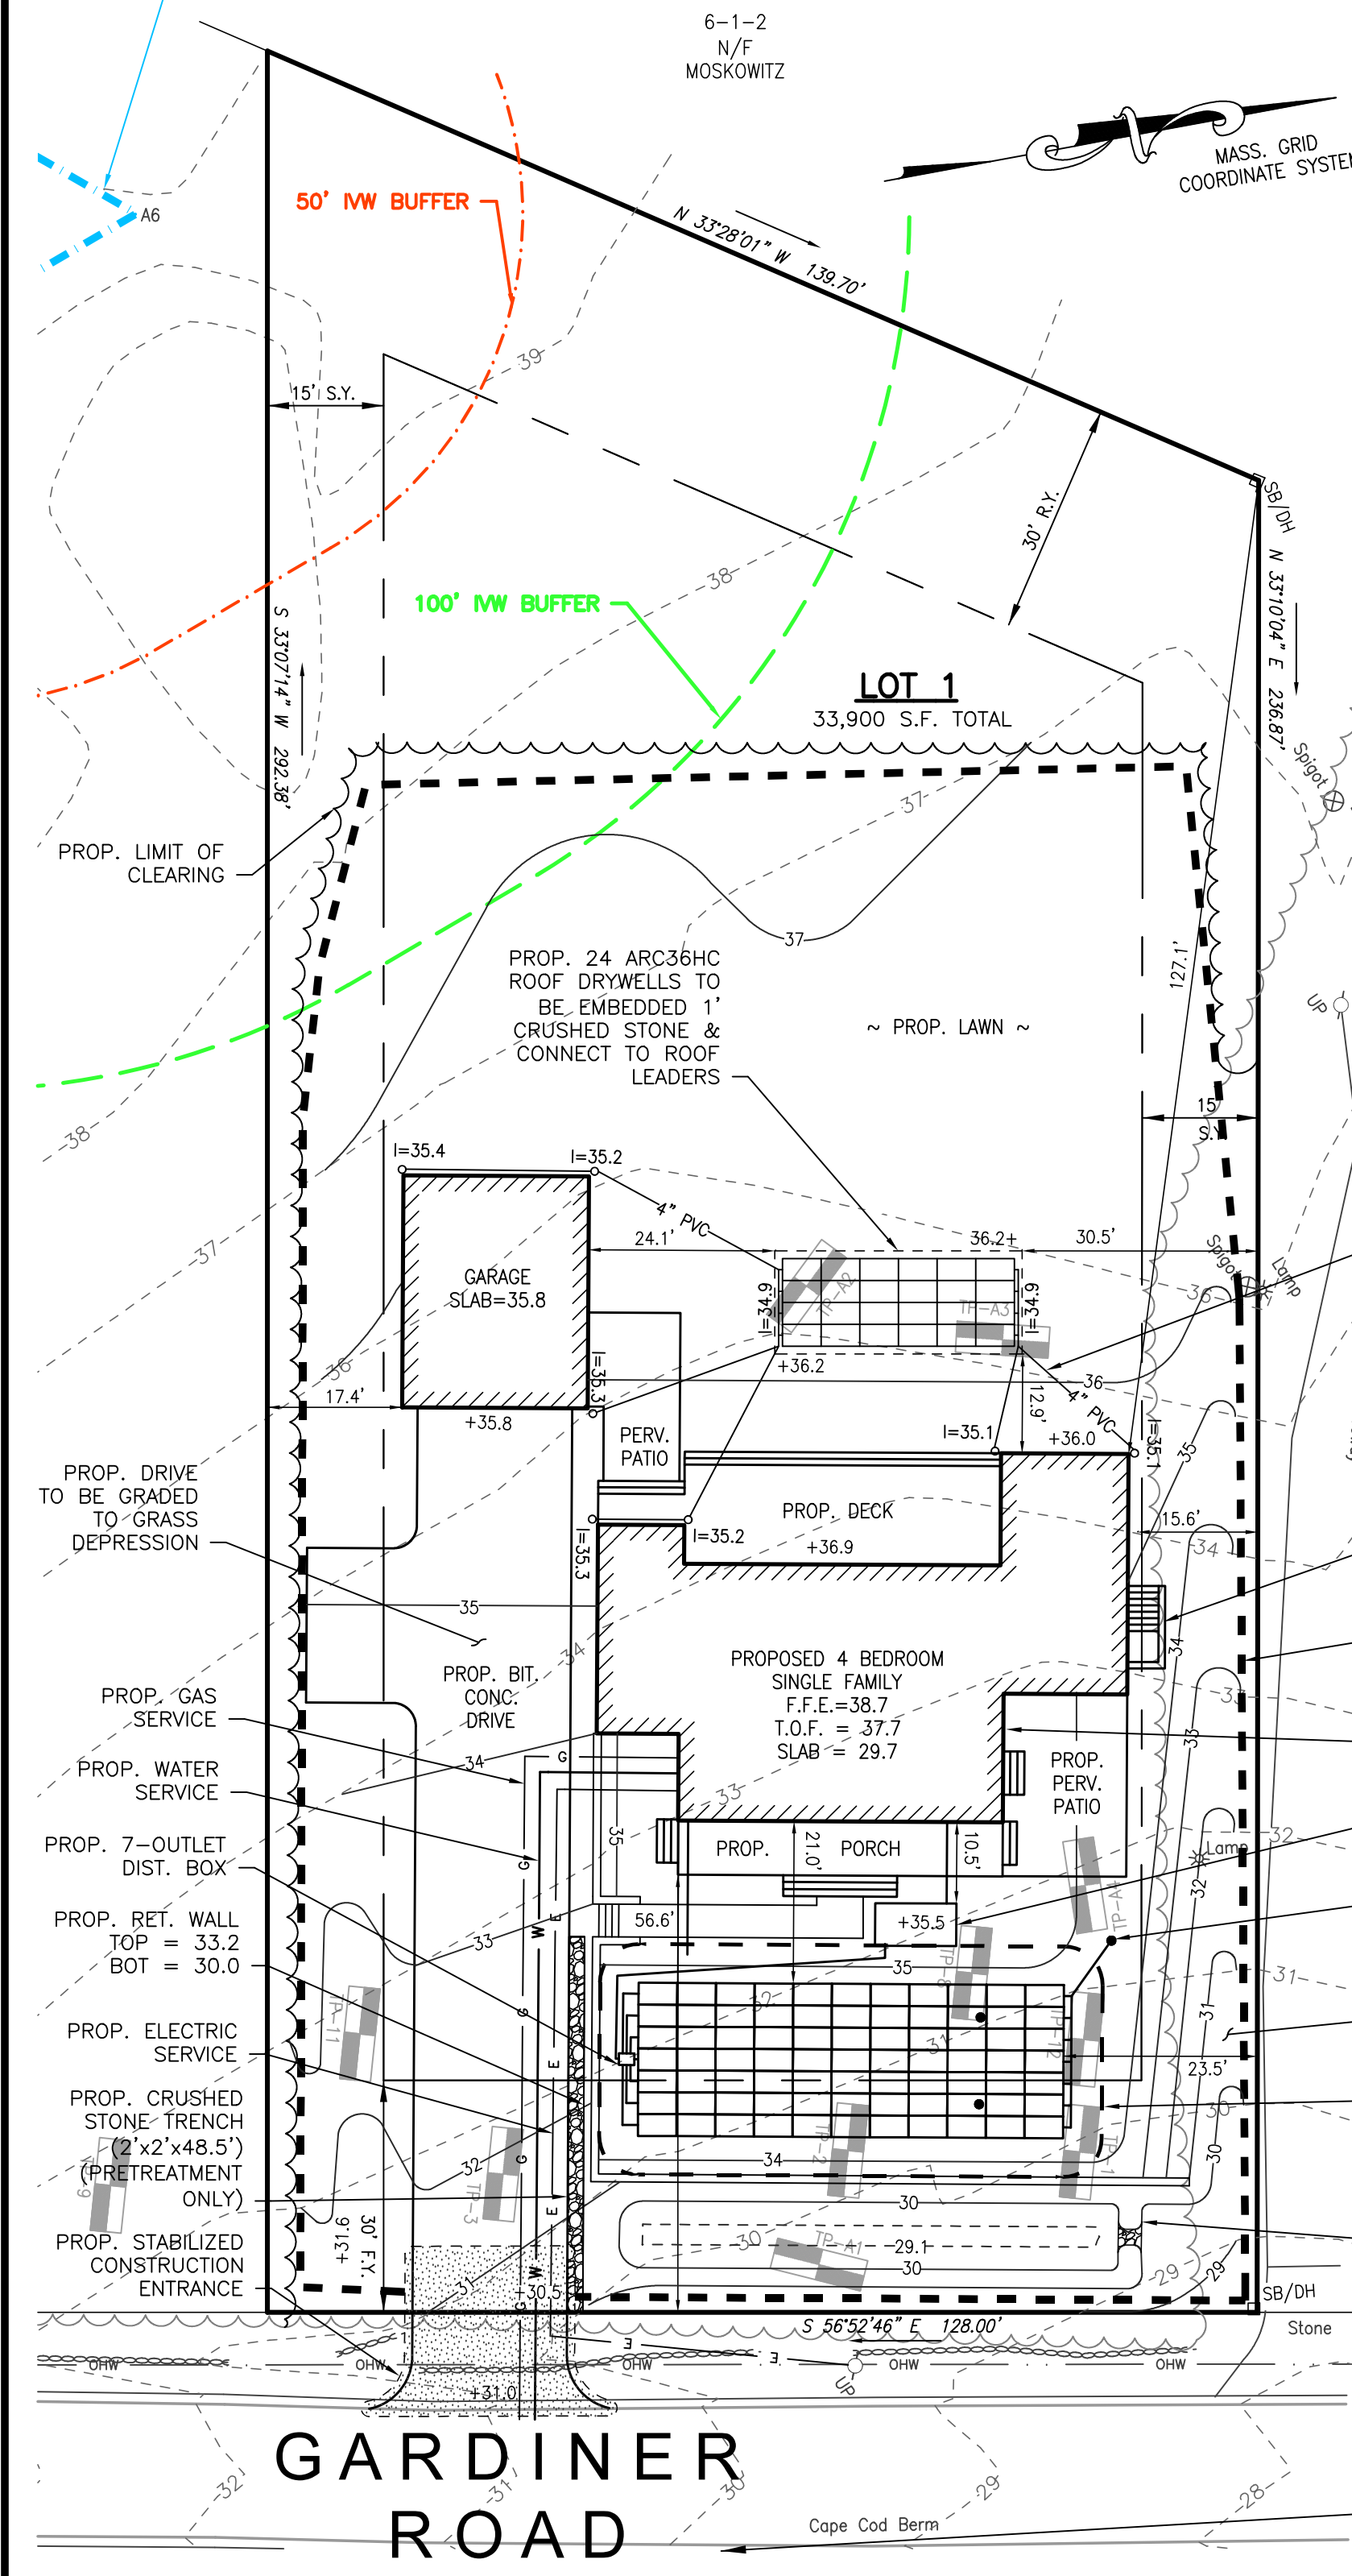 6-1-2
N/F
MOSKOWITZ
MASS. GRID
COORDINATE SYSTEM
A6
50' IVW BUFFER
N 33°28'01" W 139.70'
39
15' S.Y.
30' R.Y.
SB/DH
38
100' IVW BUFFER
S 33°07'14" W 292.38'
N 33°10'04" E 236.87'
LOT 1
33,900 S.F. TOTAL
Spigot
37
PROP. LIMIT OF
CLEARING
37
PROP. 24 ARC36HC
ROOF DRYWELLS TO
BE EMBEDDED 1'
CRUSHED STONE &
CONNECT TO ROOF
LEADERS
~ PROP. LAWN ~
127.1'
UP
38
15'
S.Y.
I=35.4
I=35.2
4" PVC
37
24.1'
36.2+
30.5'
GARAGE
SLAB=35.8
I=34.9
TP-A2
TP-A3
I=34.9
Spigot
Lamp
36
36
I=35.3
+36.2
36
17.4'
+35.8
12.9'
4" PVC
PERV.
PATIO
I=35.1
+36.0
I=35.1
35
PROP. DRIVE
TO BE GRADED
TO GRASS
DEPRESSION
PROP. DECK
+36.9
I=35.2
I=35.3
15.6'
34
35
34
34
PROPOSED 4 BEDROOM
SINGLE FAMILY
F.F.E.=38.7
T.O.F. = 37.7
SLAB = 29.7
PROP. BIT.
CONC.
DRIVE
PROP. GAS
SERVICE
33
33
34
G
PROP.
PERV.
PATIO
PROP. WATER
SERVICE
33
PROP. 7-OUTLET
DIST. BOX
35
PROP. PORCH
21.0'
10.5'
32
Lamp
G
32
TP-A4
PROP. RET. WALL
TOP = 33.2
BOT = 30.0
56.6'
+35.5
E
W
33
TP-8
35
31
TP-11
32
31
31
G
TP-12
PROP. ELECTRIC
SERVICE
E
23.5'
PROP. CRUSHED
STONE TRENCH
(2'x2'x48.5')
(PRETREATMENT
ONLY)
30
30
TP-9
TP-3
TP-2
TP-1
G
32
34
E
30
PROP. STABILIZED
CONSTRUCTION
ENTRANCE
+31.6
30' F.Y.
30
29.1
TP-A1
30
29
29
31
W
+30.5
G
SB/DH
S 56°52'46" E 128.00'
Stone
OHW
OHW
E
OHW
E
OHW
OHW
UP
+31.0
GARDINER
ROAD
32
31
30
29
28
Cape Cod Berm